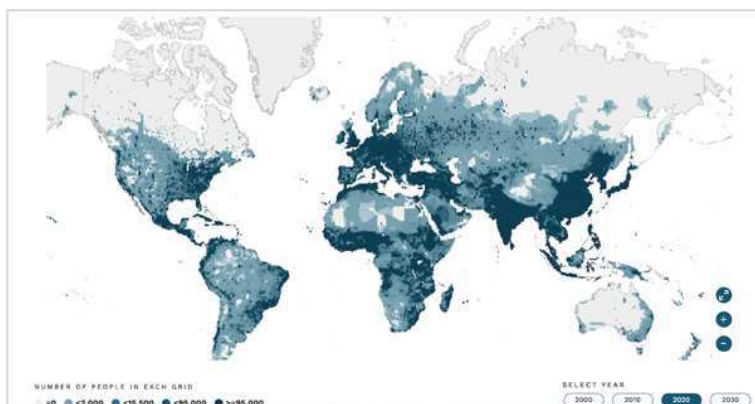 NUMBER OF PEOPLE IN EACH GRID
=0 <2,000 <15,500 <95,000 >=95,000
SELECT YEAR
2000 2010 2020 2030